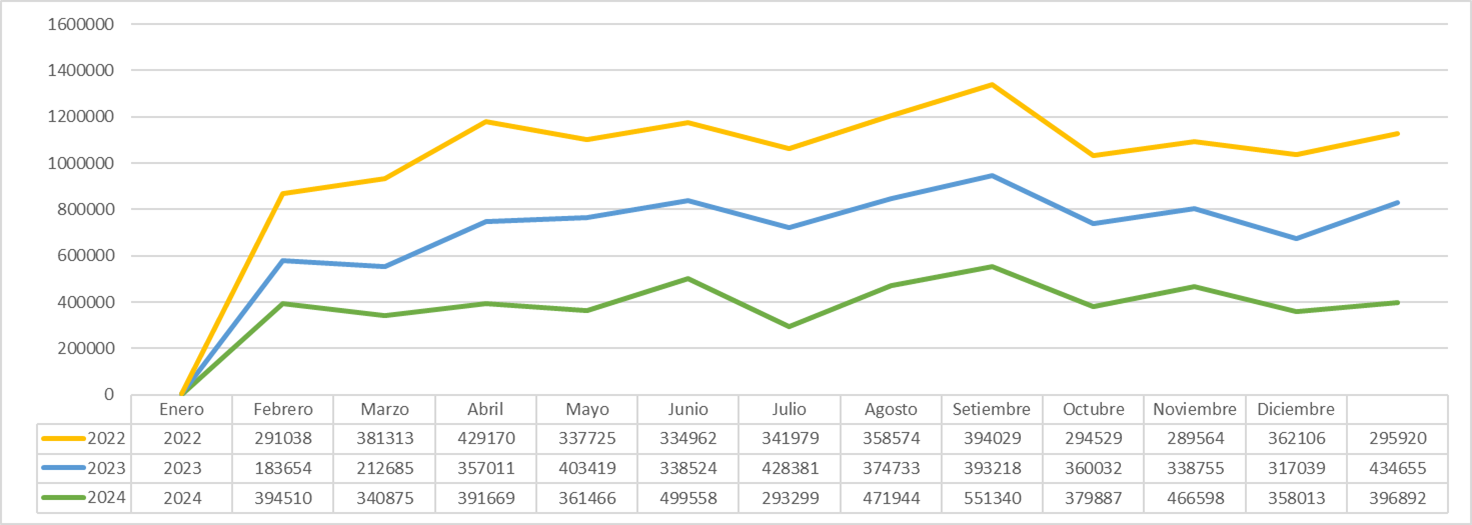 1600000
1400000
1200000
1000000
800000
600000
400000
200000
0
Enero Febrero Marzo Abril Mayo Junio Julio Agosto Setiembre Octubre Noviembre Diciembre
2022 2022 291038 381313 429170 337725 334962 341979 358574 394029 294529 289564 362106 295920
2023 2023 183654 212685 357011 403419 338524 428381 374733 393218 360032 338755 317039 434655
2024 2024 394510 340875 391669 361466 499558 293299 471944 551340 379887 466598 358013 396892